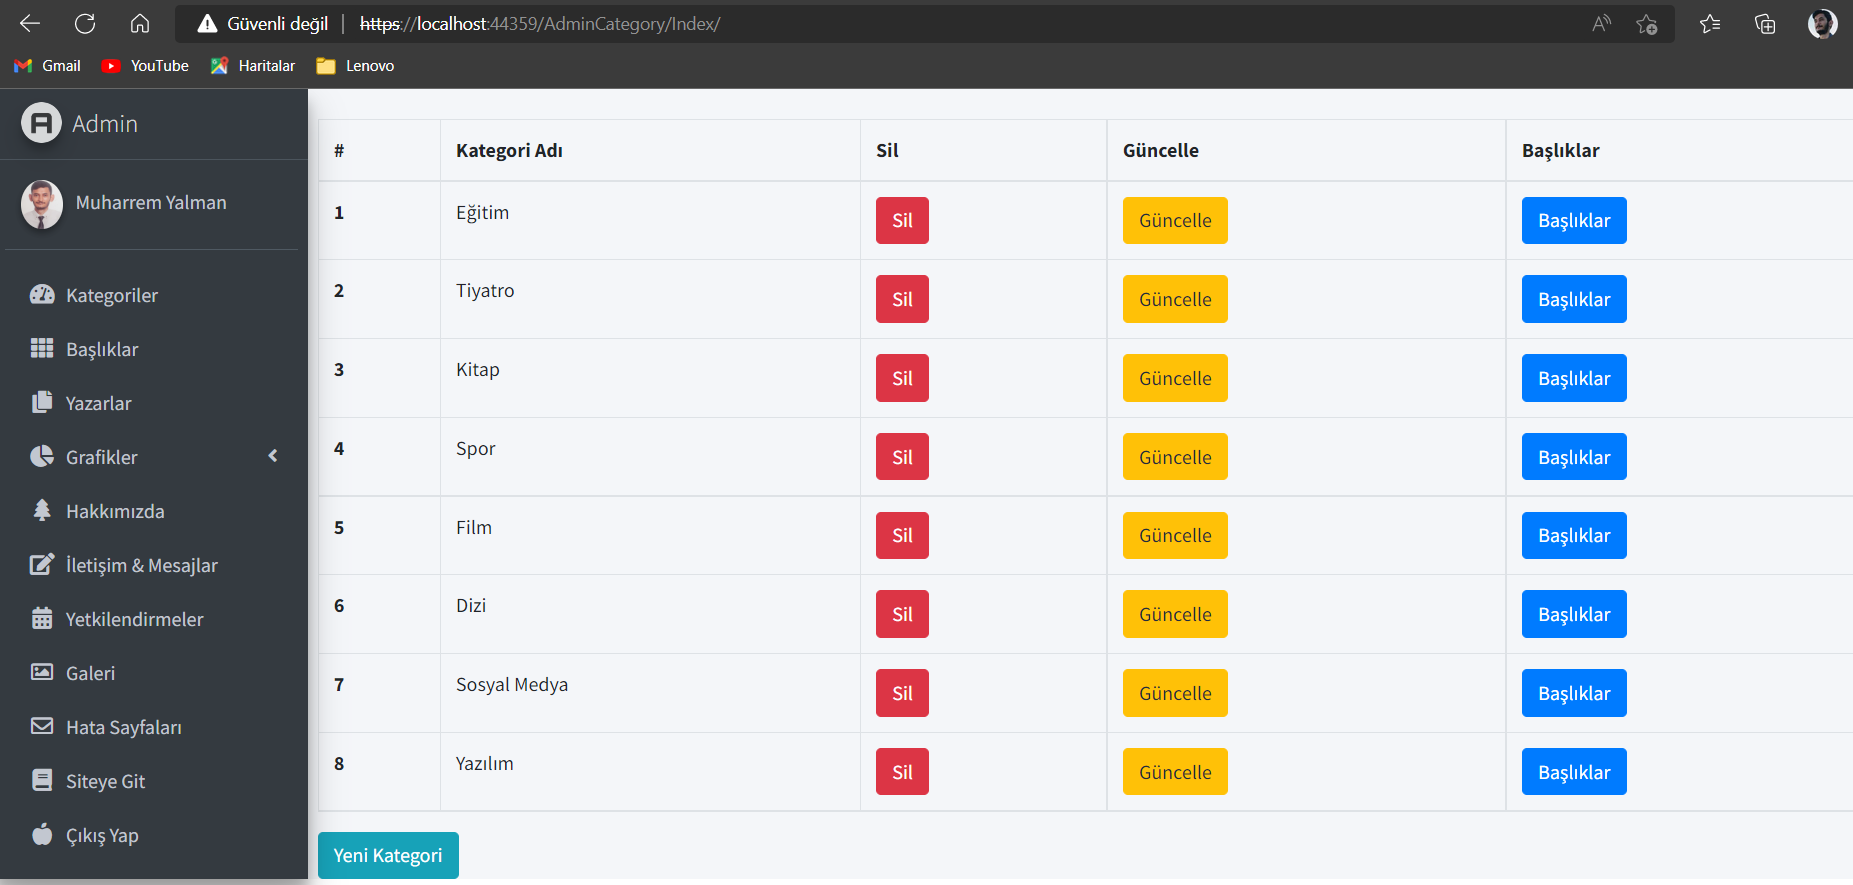 Güvenli değil | https://localhost:44359/AdminCategory/Index/
Gmail YouTube Haritalar Lenovo
Admin
Muharrem Yalman
Kategoriler
Başlıklar
Yazarlar
Grafikler
Hakkımızda
İletişim & Mesajlar
Yetkilendirmeler
Galeri
Hata Sayfaları
Siteye Git
Çıkış Yap
# Kategori Adı Sil Güncelle Başlıklar
1 Eğitim Sil Güncelle Başlıklar
2 Tiyatro Sil Güncelle Başlıklar
3 Kitap Sil Güncelle Başlıklar
4 Spor Sil Güncelle Başlıklar
5 Film Sil Güncelle Başlıklar
6 Dizi Sil Güncelle Başlıklar
7 Sosyal Medya Sil Güncelle Başlıklar
8 Yazılım Sil Güncelle Başlıklar
Yeni Kategori